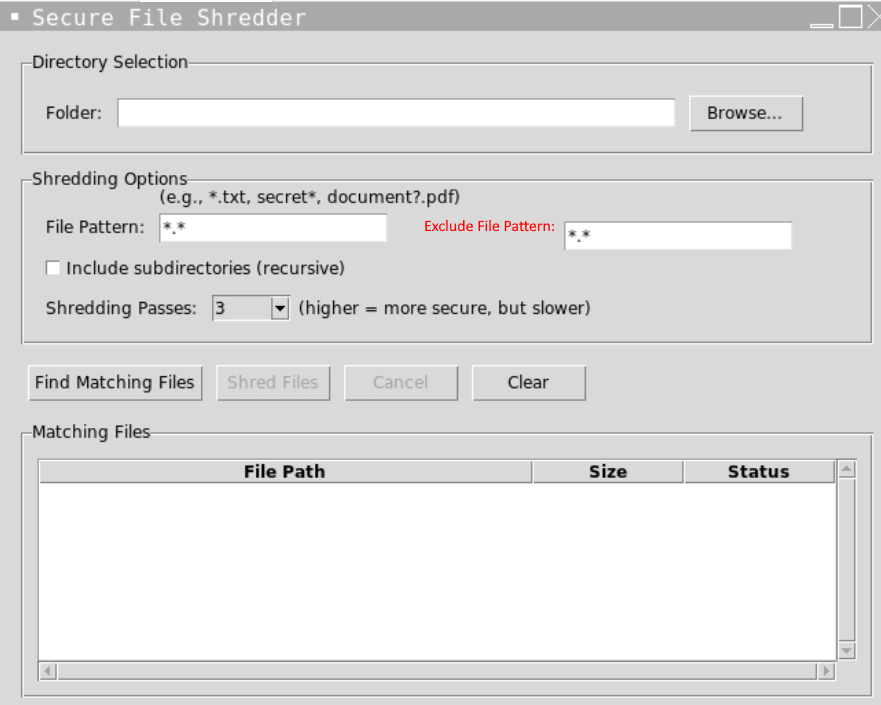 Secure File Shredder
Directory Selection
Folder:
Browse...
Shredding Options
(e.g., *.txt, secret*, document?.pdf)
File Pattern: *.* Exclude File Pattern: *.*
Include subdirectories (recursive)
Shredding Passes: 3 (higher = more secure, but slower)
Find Matching Files Shred Files Cancel Clear
Matching Files
File Path Size Status